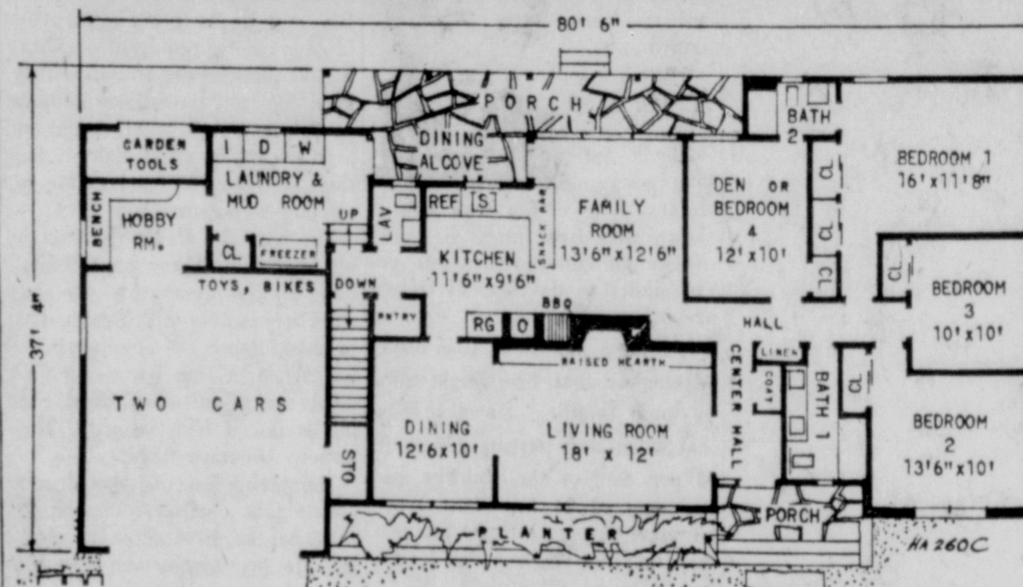 80' 6"
37' 4"
PORCH
DINING
ALCOVE
GARDEN
TOOLS
I D W
LAUNDRY &
MUD ROOM
BENCH
HOBBY
RM.
CL
FREEZER
UP
LAV
REF S
SNACK BAR
KITCHEN
11'6"x9'6"
FAMILY
ROOM
13'6"x12'6"
DEN OR
BEDROOM
4
12'x10'
BATH
2
CL
CL
CL
BEDROOM 1
16'x11'8"
TOYS, BIKES
DOWN
PNTRY
BBQ
RG O
RAISED HEARTH
HALL
LINEN
COAT
CENTER HALL
BATH 1
CL
CL
BEDROOM
3
10'x10'
TWO CARS
STO
DINING
12'6x10'
LIVING ROOM
18' x 12'
BEDROOM
2
13'6"x10'
PLANTER
PORCH
HA 260C